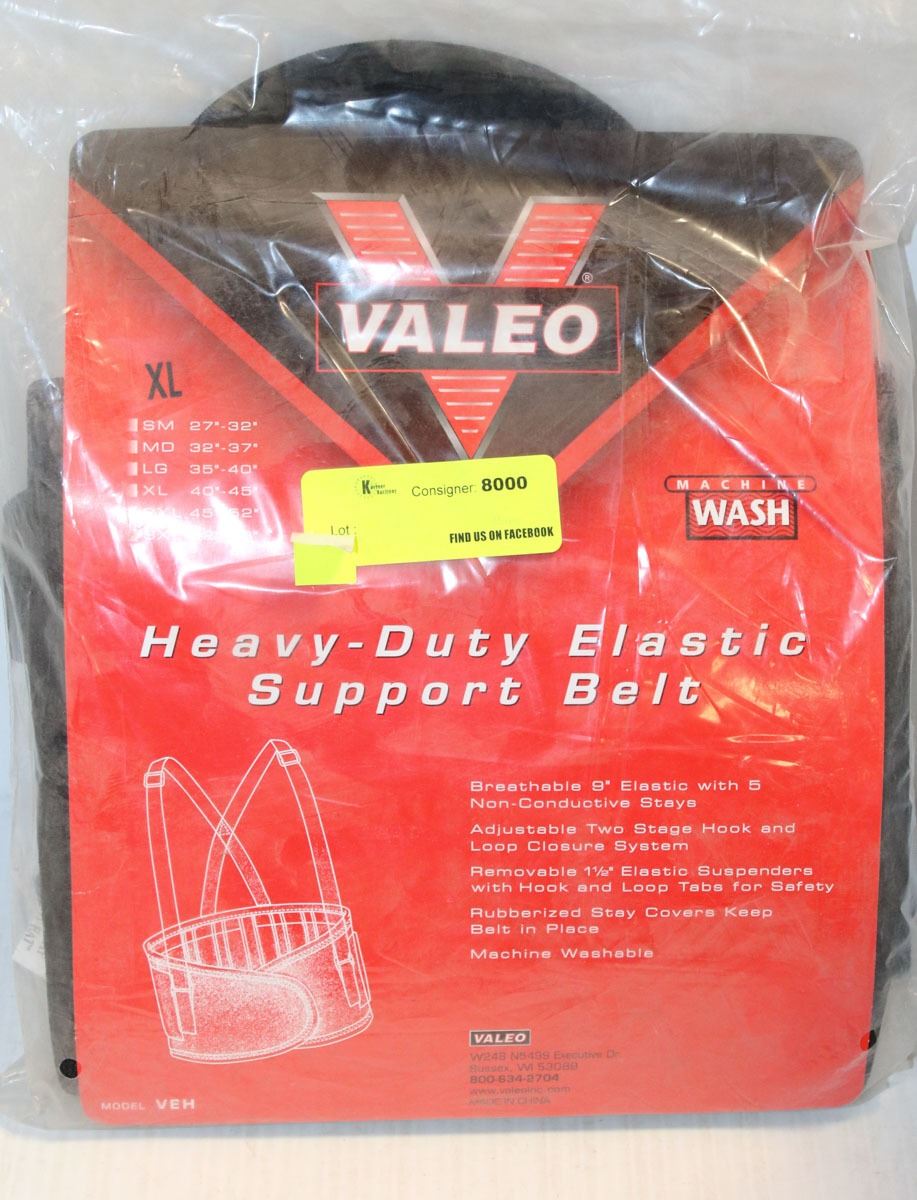 VALEO
®
XL
SM 27"-32"
MD 32"-37"
LG 35"-40"
XL 40"-45"
Consigner: 8000
Lot :
FIND US ON FACEBOOK
MACHINE
WASH
Heavy-Duty Elastic
Support Belt
Breathable 9" Elastic with 5
Non-Conductive Stays
Adjustable Two Stage Hook and
Loop Closure System
Removable 1½" Elastic Suspenders
with Hook and Loop Tabs for Safety
Rubberized Stay Covers Keep
Belt in Place
Machine Washable
VALEO
W248 N5499 Executive Dr.
Sussex, WI 53089
800-634-2704
www.valeoinc.com
MADE IN CHINA
MODEL VEH